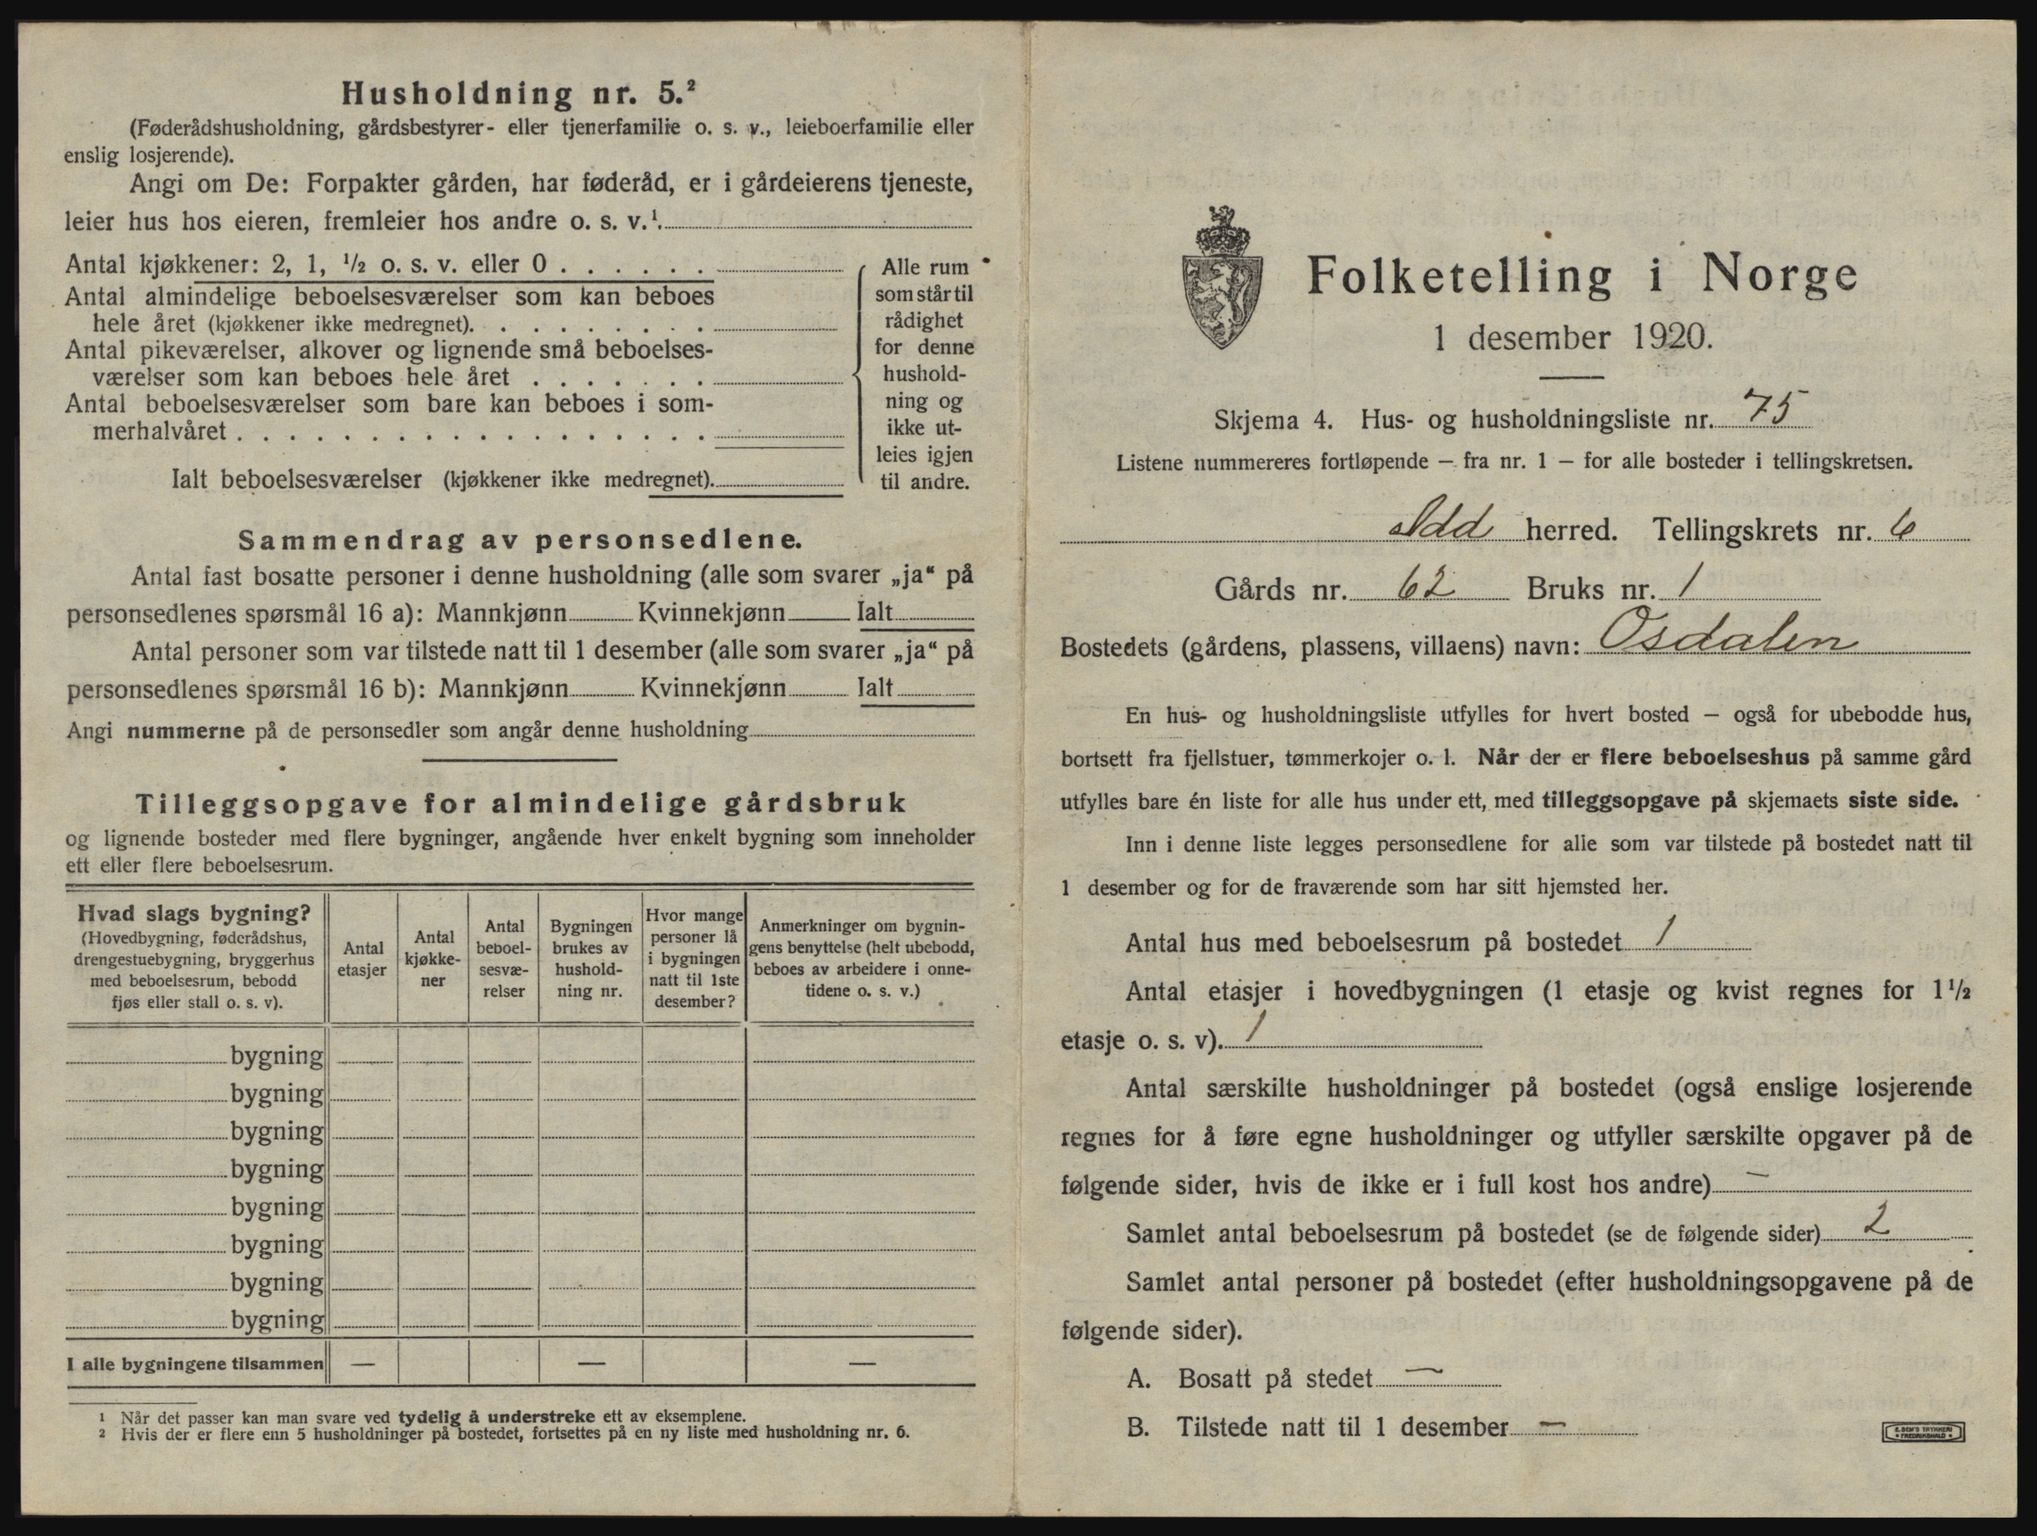 Husholdning nr. 5.²
(Føderådshusholdning, gårdsbestyrer- eller tjenerfamilie o. s. v., leieboerfamilie eller
enslig losjerende).
Angi om De: Forpakter gården, har føderåd, er i gårdeierens tjeneste,
leier hus hos eieren, fremleier hos andre o. s. v.¹.
Antal kjøkkener: 2, 1, ½ o. s. v. eller 0 . . . . . .
Antal almindelige beboelsesværelser som kan beboes
hele året (kjøkkener ikke medregnet). . . . . . . . .
Antal pikeværelser, alkover og lignende små beboelses-
værelser som kan beboes hele året . . . . . . .
Antal beboelsesværelser som bare kan beboes i som-
merhalvåret . . . . . . . . . . . . . . . . . .
Ialt beboelsesværelser (kjøkkener ikke medregnet).
Alle rum
som står til
rådighet
for denne
hushold-
ning og
ikke ut-
leies igjen
til andre.
Sammendrag av personsedlene.
Antal fast bosatte personer i denne husholdning (alle som svarer „ja“ på
personsedlenes spørsmål 16 a): Mannkjønn Kvinnekjønn Ialt
Antal personer som var tilstede natt til 1 desember (alle som svarer „ja“ på
personsedlenes spørsmål 16 b): Mannkjønn Kvinnekjønn Ialt
Angi nummerne på de personsedler som angår denne husholdning
Tilleggsopgave for almindelige gårdsbruk
og lignende bosteder med flere bygninger, angående hver enkelt bygning som inneholder
ett eller flere beboelsesrum.
Hvad slags bygning?
(Hovedbygning, føderådshus,
drengestuebygning, bryggerhus
med beboelsesrum, bebodd
fjøs eller stall o. s. v).
Antal
etasjer
Antal
kjøkke-
ner
Antal
beboel-
sesvæ-
relser
Bygningen
brukes av
hushold-
ning nr.
Hvor mange
personer lå
i bygningen
natt til 1ste
desember?
Anmerkninger om bygnin-
gens benyttelse (helt ubebodd,
beboes av arbeidere i onne-
tidene o. s. v.)
bygning
bygning
bygning
bygning
bygning
bygning
bygning
bygning
I alle bygningene tilsammen — — —
¹ Når det passer kan man svare ved tydelig å understreke ett av eksemplene.
² Hvis der er flere enn 5 husholdninger på bostedet, fortsettes på en ny liste med husholdning nr. 6.
Folketelling i Norge
1 desember 1920.
Skjema 4. Hus- og husholdningsliste nr. 75
Listene nummereres fortløpende – fra nr. 1 – for alle bosteder i tellingskretsen.
Idd herred. Tellingskrets nr. 6
Gårds nr. 62 Bruks nr. 1
Bostedets (gårdens, plassens, villaens) navn: Osdalen
En hus- og husholdningsliste utfylles for hvert bosted – også for ubebodde hus,
bortsett fra fjellstuer, tømmerkojer o. l. Når der er flere beboelseshus på samme gård
utfylles bare én liste for alle hus under ett, med tilleggsopgave på skjemaets siste side.
Inn i denne liste legges personsedlene for alle som var tilstede på bostedet natt til
1 desember og for de fraværende som har sitt hjemsted her.
Antal hus med beboelsesrum på bostedet 1
Antal etasjer i hovedbygningen (1 etasje og kvist regnes for 1½
etasje o. s. v). 1
Antal særskilte husholdninger på bostedet (også enslige losjerende
regnes for å føre egne husholdninger og utfyller særskilte opgaver på de
følgende sider, hvis de ikke er i full kost hos andre) —
Samlet antal beboelsesrum på bostedet (se de følgende sider) 2
Samlet antal personer på bostedet (efter husholdningsopgavene på de
følgende sider).
A. Bosatt på stedet —
B. Tilstede natt til 1 desember —